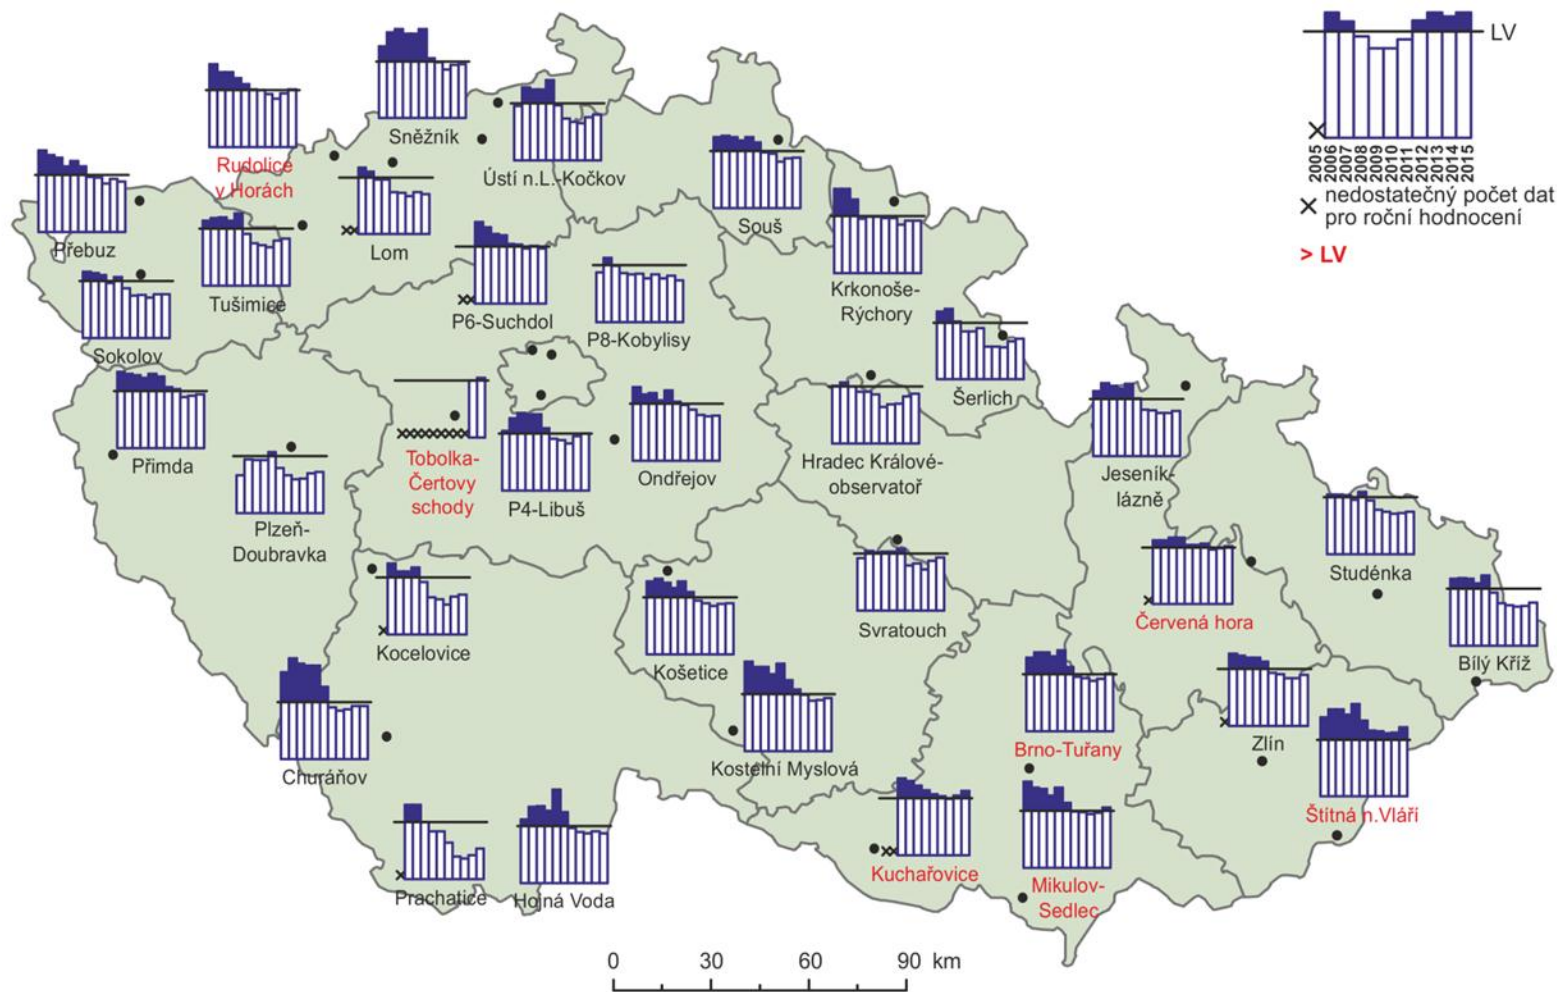 LV
2005
2006
2007
2008
2009
2010
2011
2012
2013
2014
2015
nedostatečný počet dat
pro roční hodnocení
> LV
Sněžník
Rudolice
v Horách
Ústí n.L.-Kočkov
Přebuz
Lom
Souš
Tušimice
Krkonoše-
Rýchory
P6-Suchdol
P8-Kobylisy
Sokolov
Šerlich
Přimda
Tobolka-
Čertovy
schody
P4-Libuš
Ondřejov
Hradec Králové-
observatoř
Jeseník-
lázně
Plzeň-
Doubravka
Studénka
Červená hora
Svratouch
Kocelovice
Košetice
Bílý Kříž
Churáňov
Kostelní Myslová
Brno-Tuřany
Zlín
Štítná n.Vláří
Kuchařovice
Mikulov-
Sedlec
Prachatice
Hojná Voda
0 30 60 90 km